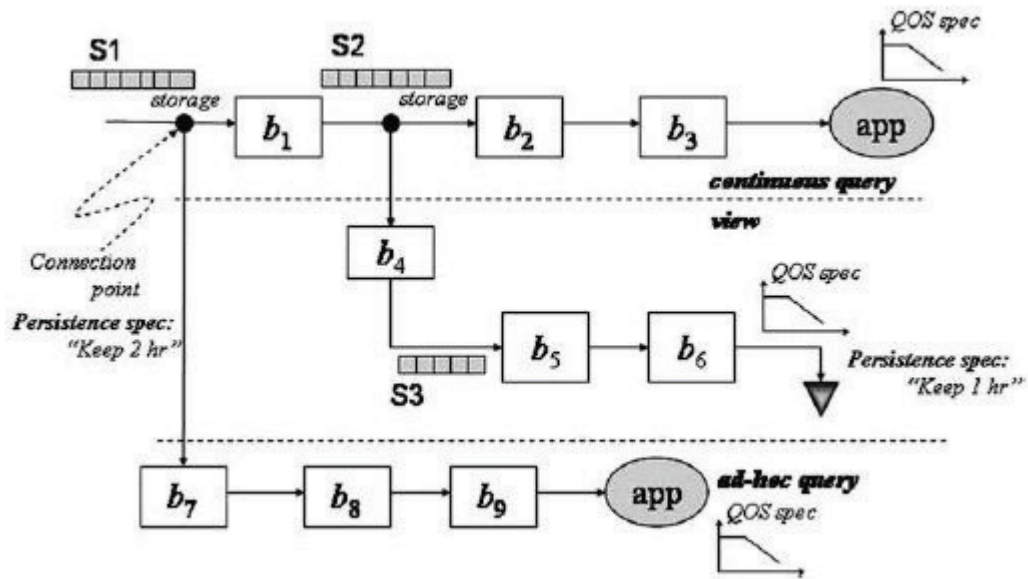 QOS spec
S1
S2
storage
storage
b1
b2
b3
app
continuous query
view
b4
Connection
point
QOS spec
Persistence spec:
"Keep 2 hr"
b5
b6
Persistence spec:
"Keep 1 hr"
S3
b7
b8
b9
app
ad-hoc query
QOS spec